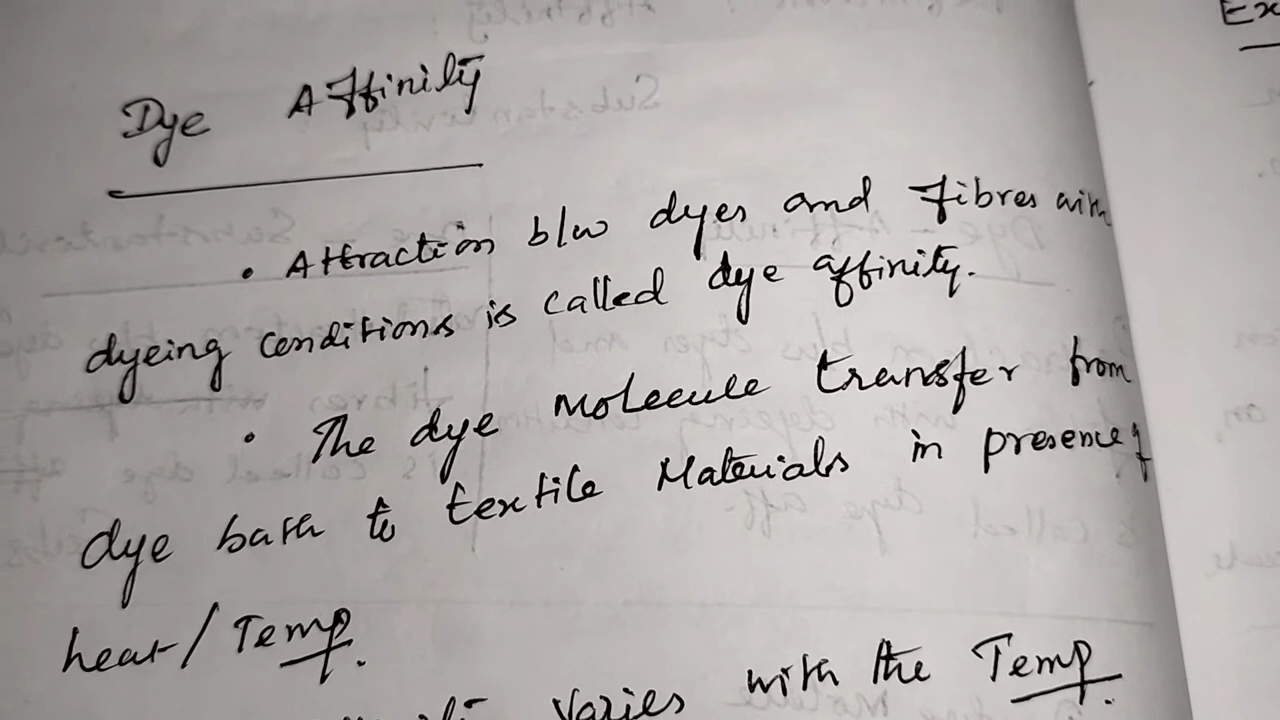 Ex
Dye Affinity
• Attraction b/w dyes and fibres with
dyeing conditions is called dye affinity.
• The dye molecule transfer from
dye bath to textile Materials in presence of
heat/Temp.
varies with the Temp.